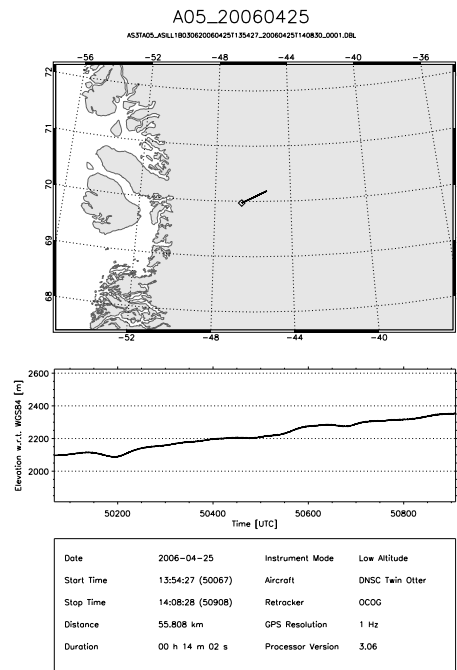 A05_20060425
AS3TA05_ASILL1B030620060425T135427_20060425T140830_0001.DBL
-56 -52 -48 -44 -40 -36
72
71
70
69
68
-52 -48 -44 -40
Elevation w.r.t. WGS84 [m]
2600
2400
2200
2000
50200 50400 50600 50800
Time [UTC]
Date 2006-04-25 Instrument Mode Low Altitude
Start Time 13:54:27 (50067) Aircraft DNSC Twin Otter
Stop Time 14:08:28 (50908) Retracker OCOG
Distance 55.808 km GPS Resolution 1 Hz
Duration 00 h 14 m 02 s Processor Version 3.06